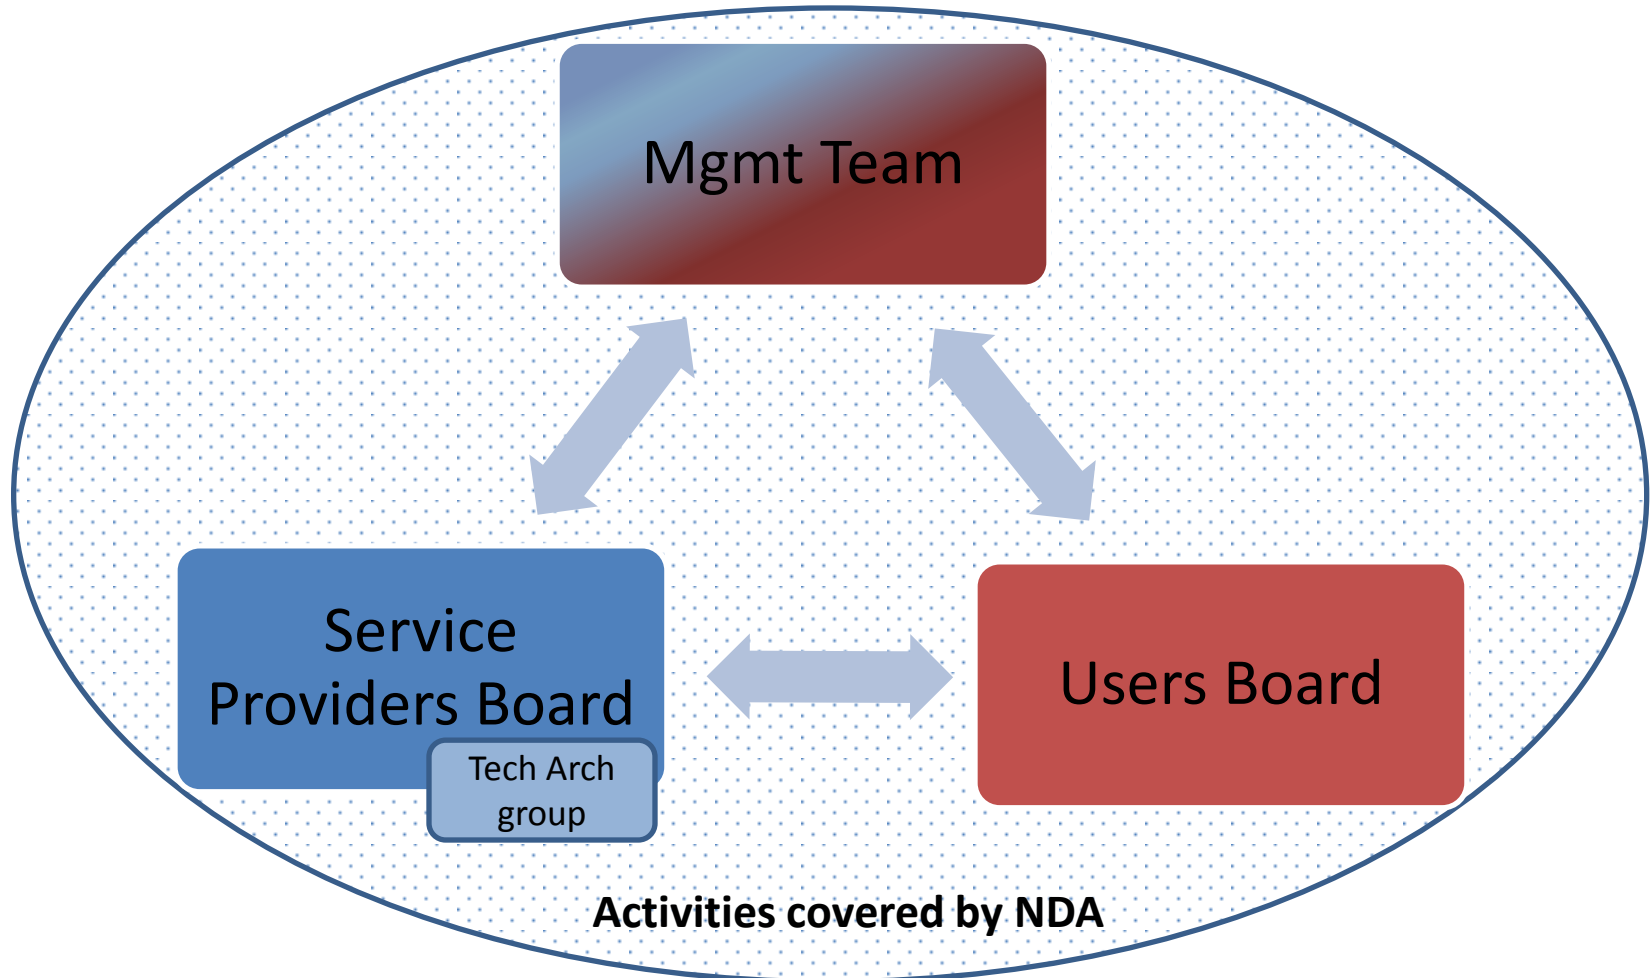 Mgmt Team
Service
Providers Board
Tech Arch
group
Users Board
Activities covered by NDA